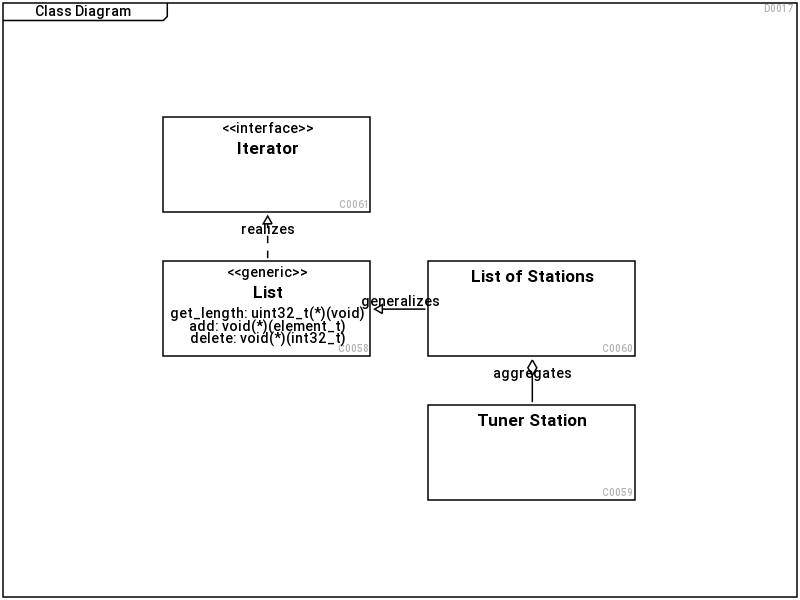 Class Diagram
D0017
<<interface>>
Iterator
C0061
realizes
<<generic>>
List
get_length: uint32_t(*)(void)
add: void(*)(element_t)
delete: void(*)(int32_t)
C0058
generalizes
List of Stations
C0060
aggregates
Tuner Station
C0059